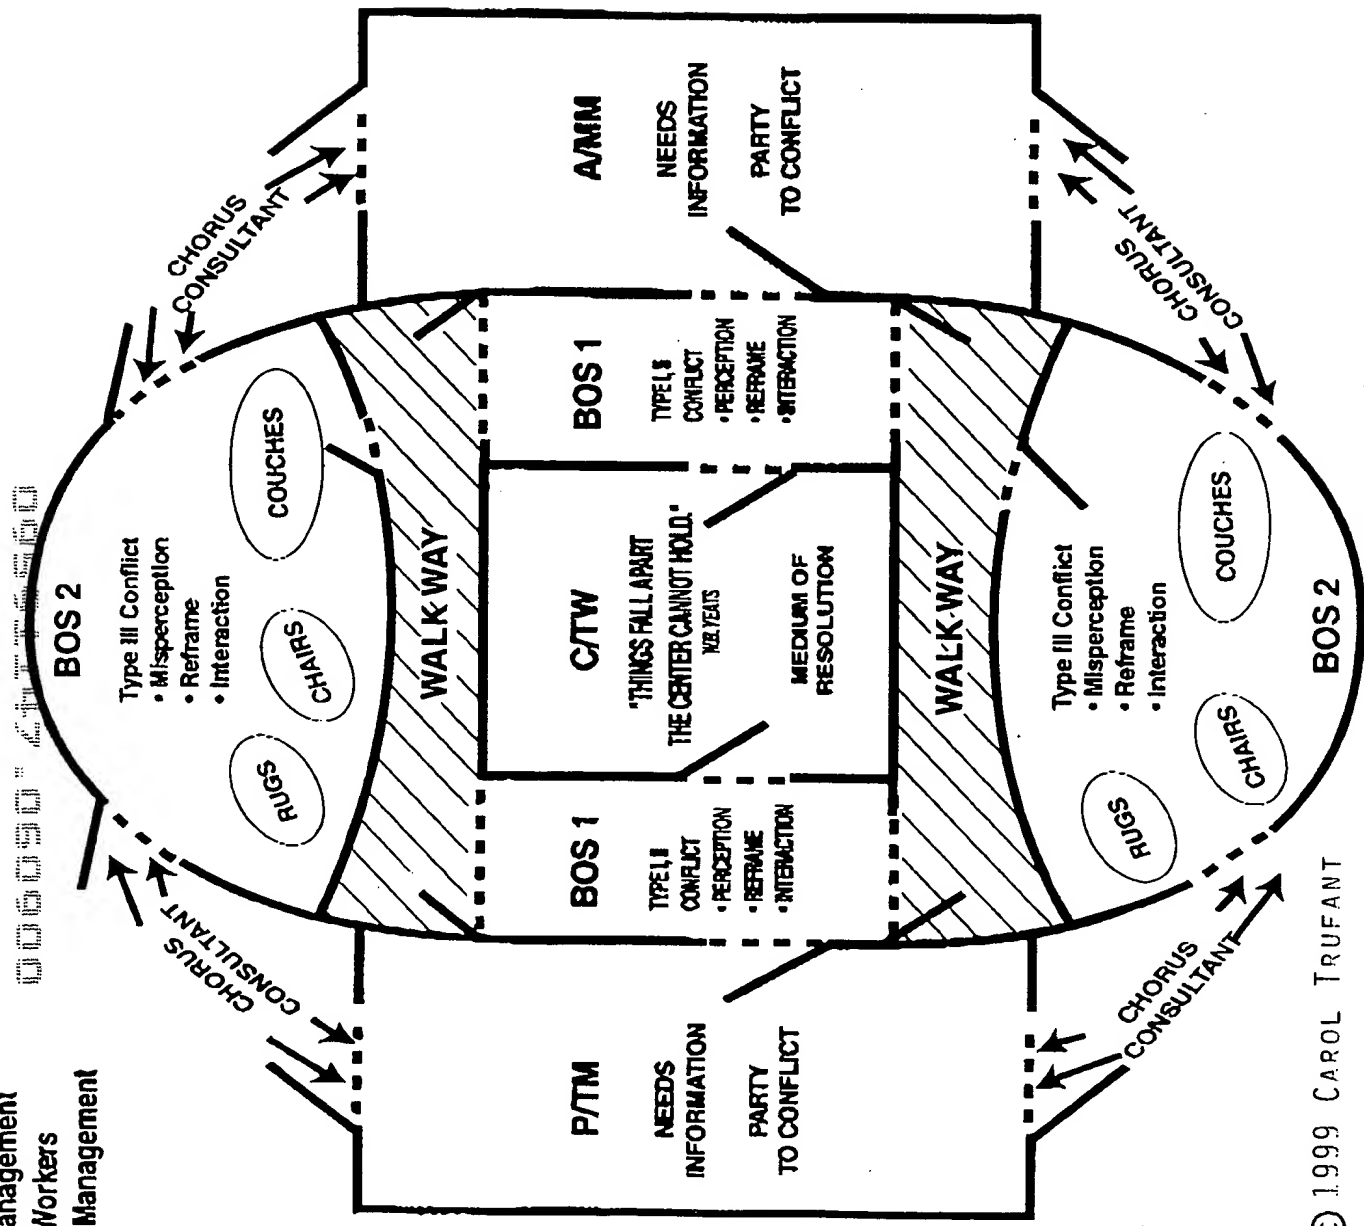 anagement
Workers
Management
BOS 2
Type III Conflict
• Misperception
• Reframe
• Interaction
RUGS
CHAIRS
COUCHES
CHORUS
CONSULTANT
CHORUS
CONSULTANT
WALKWAY
P/TM
NEEDS
INFORMATION
PARTY
TO CONFLICT
BOS 1
TYPE I, II
CONFLICT
• PERCEPTION
• REFRAME
• INTERACTION
C/TW
"THINGS FALL APART
THE CENTER CANNOT HOLD."
W.B. YEATS
MEDIUM OF
RESOLUTION
BOS 1
TYPE I, II
CONFLICT
• PERCEPTION
• REFRAME
• INTERACTION
A/MM
NEEDS
INFORMATION
PARTY
TO CONFLICT
WALK-WAY
Type III Conflict
• Misperception
• Reframe
• Interaction
RUGS
CHAIRS
COUCHES
BOS 2
CHORUS
CONSULTANT
CHORUS
CONSULTANT
© 1999 CAROL TRUFANT